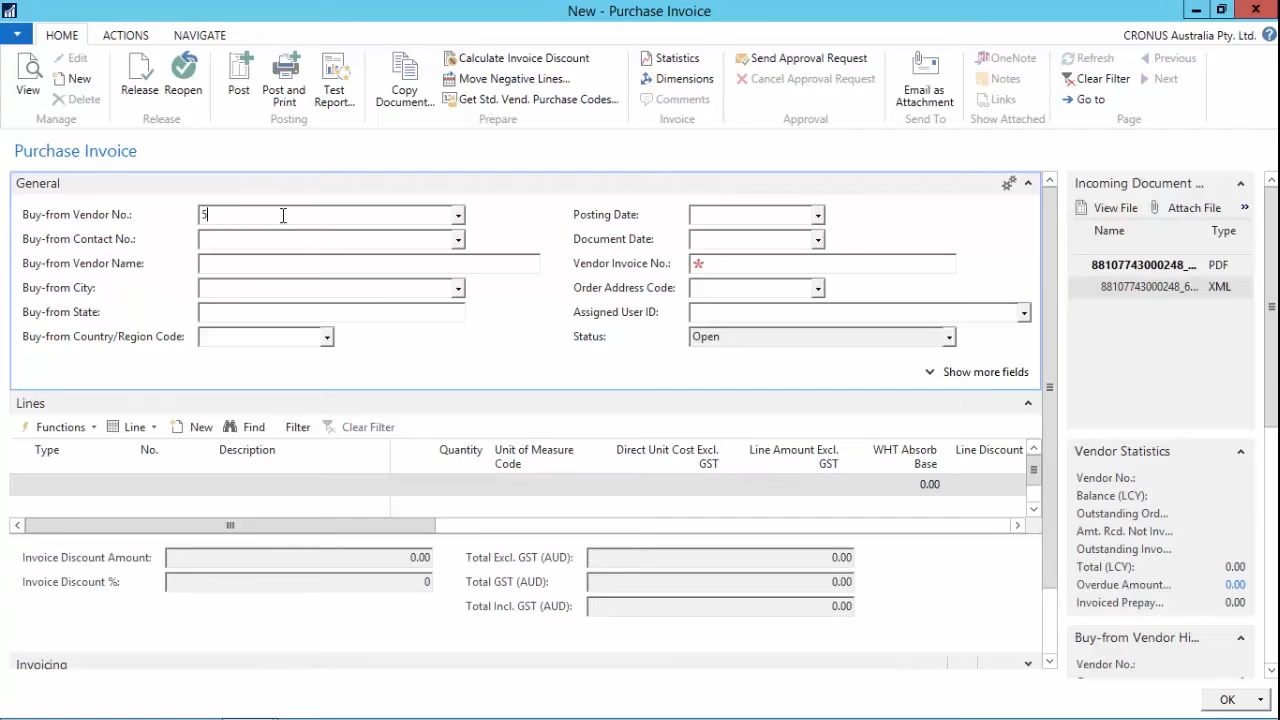 New - Purchase Invoice
HOME ACTIONS NAVIGATE
CRONUS Australia Pty. Ltd.
View
Edit
New
Delete
Manage
Release
Reopen
Release
Post
Post and Print
Test Report...
Posting
Copy Document...
Calculate Invoice Discount
Move Negative Lines...
Get Std. Vend. Purchase Codes...
Prepare
Statistics
Dimensions
Comments
Invoice
Send Approval Request
Cancel Approval Request
Approval
Email as Attachment
Send To
OneNote
Notes
Links
Show Attached
Refresh
Clear Filter
Go to
Previous
Next
Page
Purchase Invoice
General
Buy-from Vendor No.: 5
Buy-from Contact No.:
Buy-from Vendor Name:
Buy-from City:
Buy-from State:
Buy-from Country/Region Code:
Posting Date:
Document Date:
Vendor Invoice No.: *
Order Address Code:
Assigned User ID:
Status: Open
Show more fields
Lines
Functions Line New Find Filter Clear Filter
Type No. Description Quantity Unit of Measure Code Direct Unit Cost Excl. GST Line Amount Excl. GST WHT Absorb Base Line Discount
0.00
Invoice Discount Amount: 0.00
Invoice Discount %: 0
Total Excl. GST (AUD): 0.00
Total GST (AUD): 0.00
Total Incl. GST (AUD): 0.00
Invoicing
Incoming Document ...
View File Attach File »
Name Type
88107743000248_... PDF
88107743000248_6... XML
Vendor Statistics
Vendor No.:
Balance (LCY):
Outstanding Ord...
Amt. Rcd. Not Inv...
Outstanding Invo...
Total (LCY): 0.00
Overdue Amount... 0.00
Invoiced Prepay... 0.00
Buy-from Vendor Hi...
Vendor No.:
OK